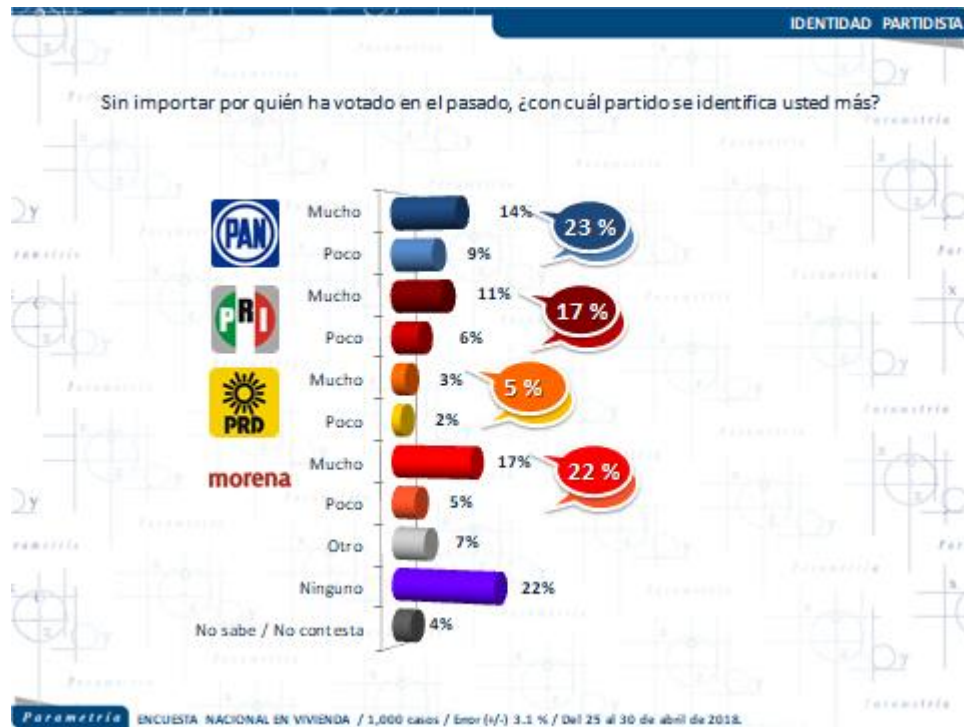 IDENTIDAD PARTIDISTA
Sin importar por quién ha votado en el pasado, ¿con cuál partido se identifica usted más?
PAN
Mucho 14%
23 %
Poco 9%
PRI
Mucho 11%
17 %
Poco 6%
PRD
Mucho 3%
5 %
Poco 2%
morena
Mucho 17%
22 %
Poco 5%
Otro 7%
Ninguno 22%
No sabe / No contesta 4%
Parametría ENCUESTA NACIONAL EN VIVIENDA / 1,000 casos / Error (+/-) 3.1 % / Del 25 al 30 de abril de 2018.